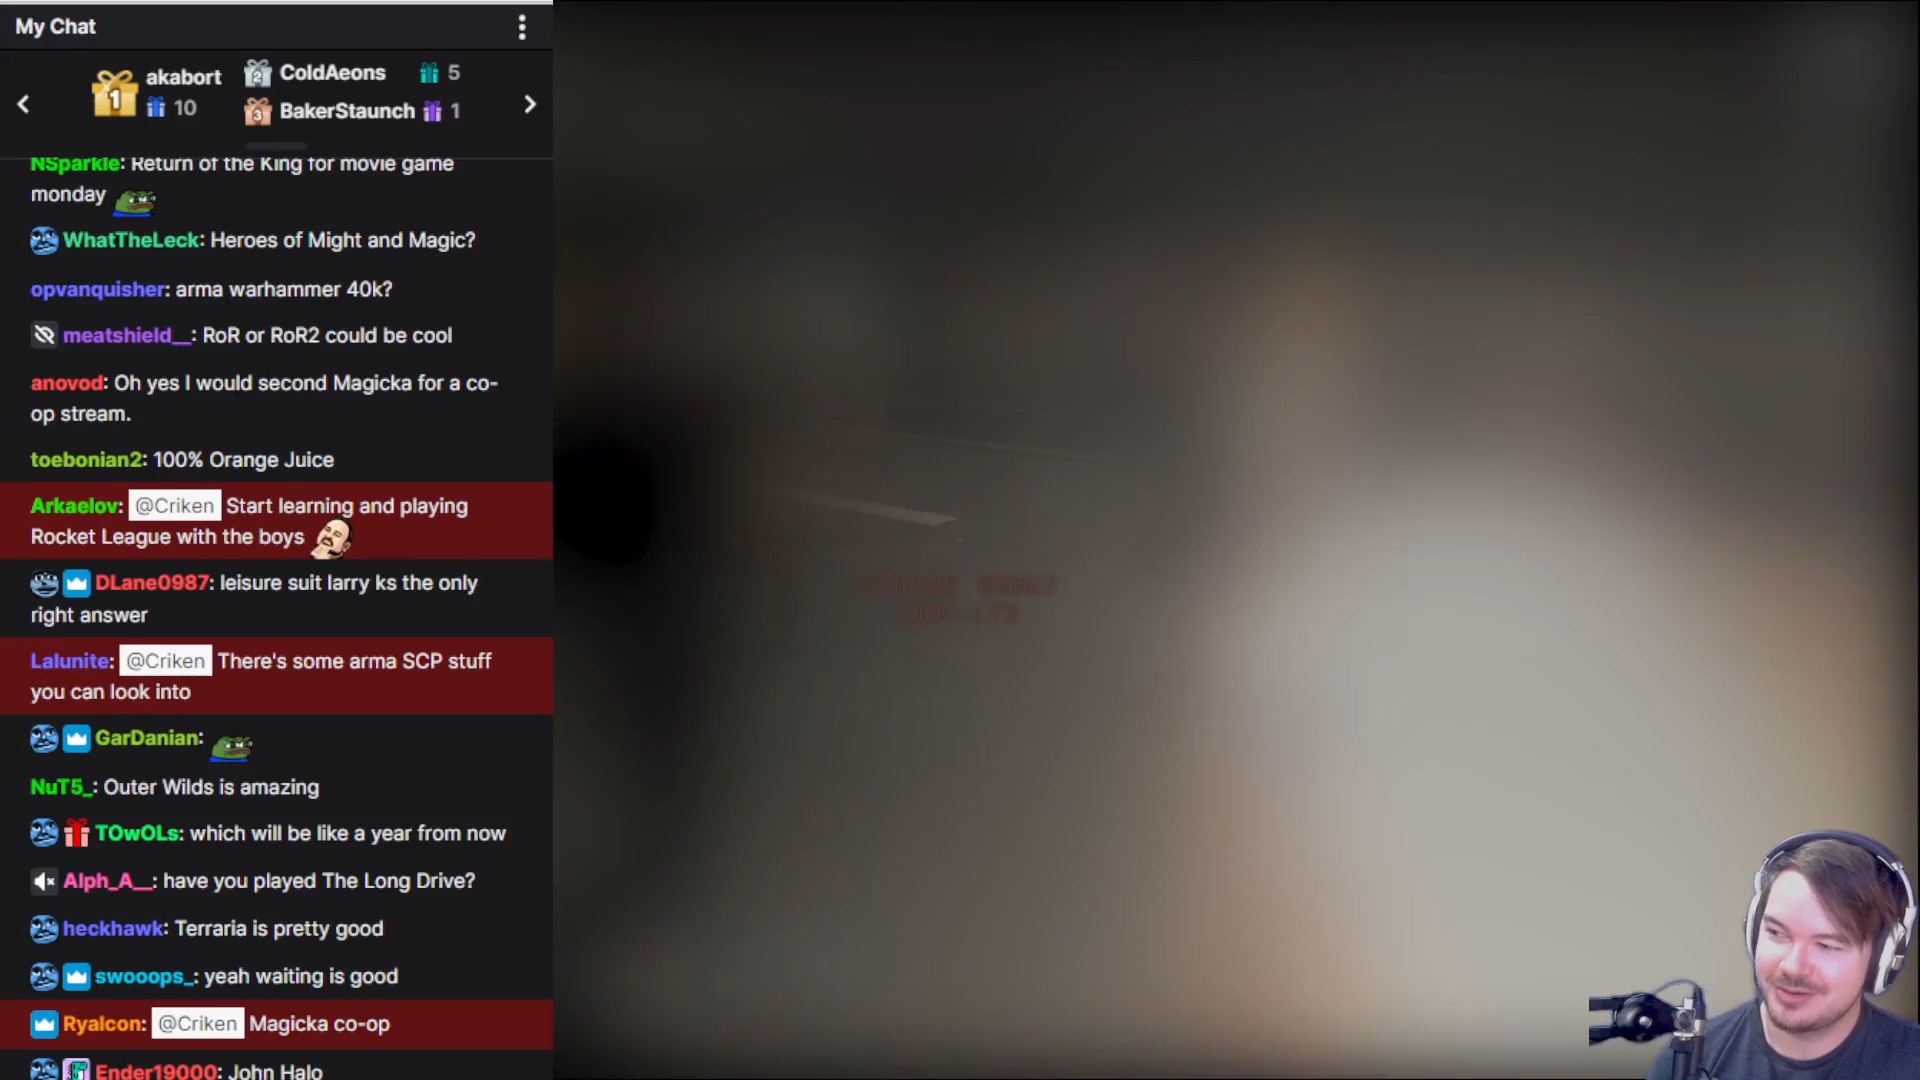 My Chat
akabort
1
10
2 ColdAeons 5
3 BakerStaunch 1
NSparkle: Return of the King for movie game
monday
WhatTheLeck: Heroes of Might and Magic?
opvanquisher: arma warhammer 40k?
meatshield__: RoR or RoR2 could be cool
anovod: Oh yes I would second Magicka for a co-
op stream.
toebonian2: 100% Orange Juice
Arkaelov: @Criken Start learning and playing
Rocket League with the boys
DLane0987: leisure suit larry ks the only
right answer
Lalunite: @Criken There's some arma SCP stuff
you can look into
GarDanian:
NuT5_: Outer Wilds is amazing
TOwOLs: which will be like a year from now
Alph_A__: have you played The Long Drive?
heckhawk: Terraria is pretty good
swooops_: yeah waiting is good
Ryalcon: @Criken Magicka co-op
Ender19000: John Halo